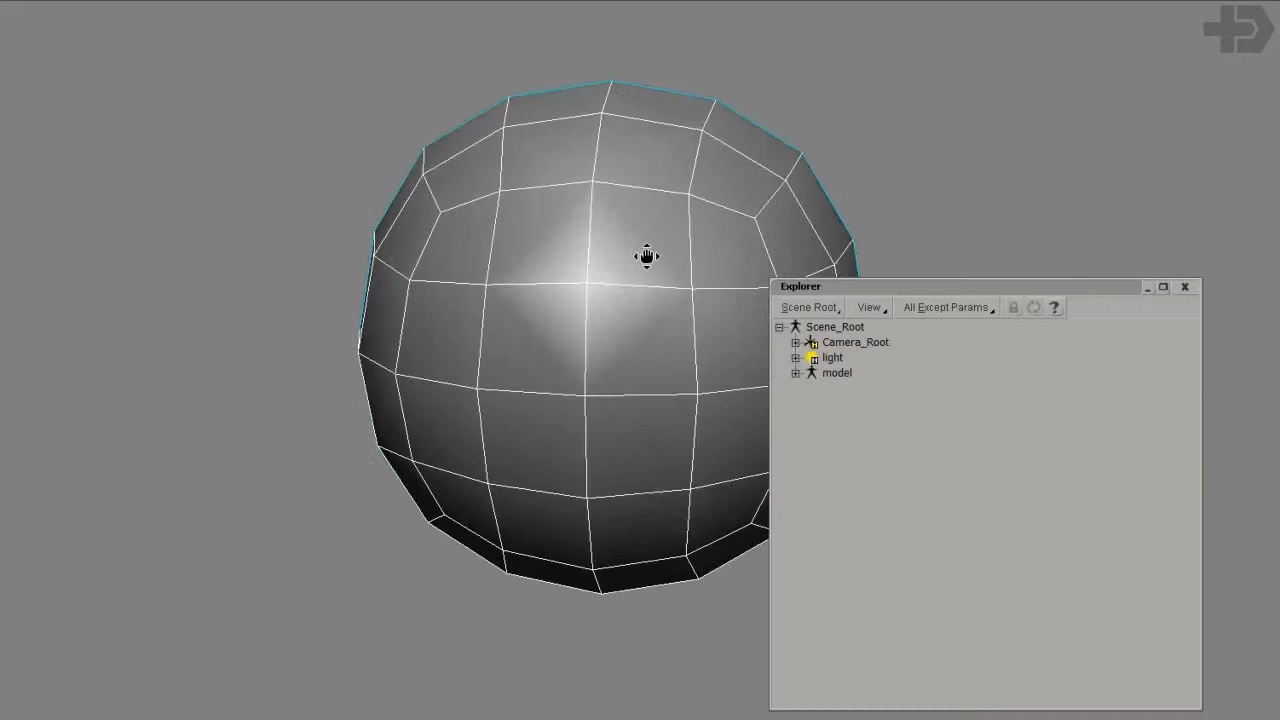 Explorer
Scene Root View All Except Params ?
Scene_Root
Camera_Root
light
model